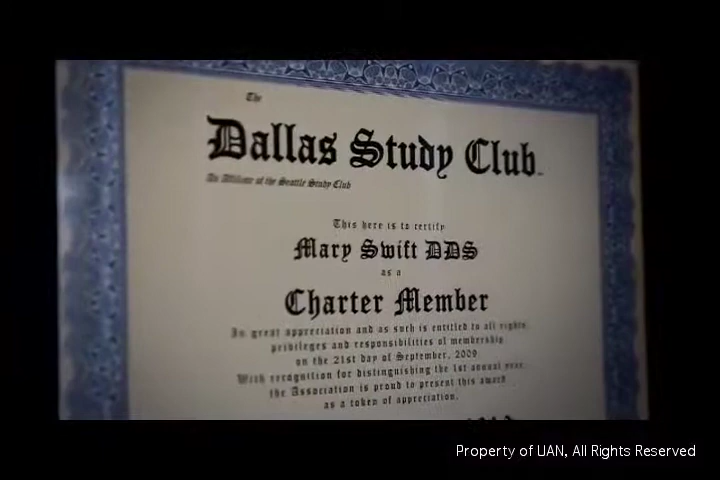 The
Dallas Study Club
An Affiliate of the Seattle Study Club
This here is to certify
Mary Swift DDS
as a
Charter Member
In great appreciation and as such is entitled to all rights,
privileges and responsibilities of membership
on the 21st day of September, 2009
With recognition for distinguishing the 1st annual year,
the Association is proud to present this award
as a token of appreciation.
Property of UAN, All Rights Reserved